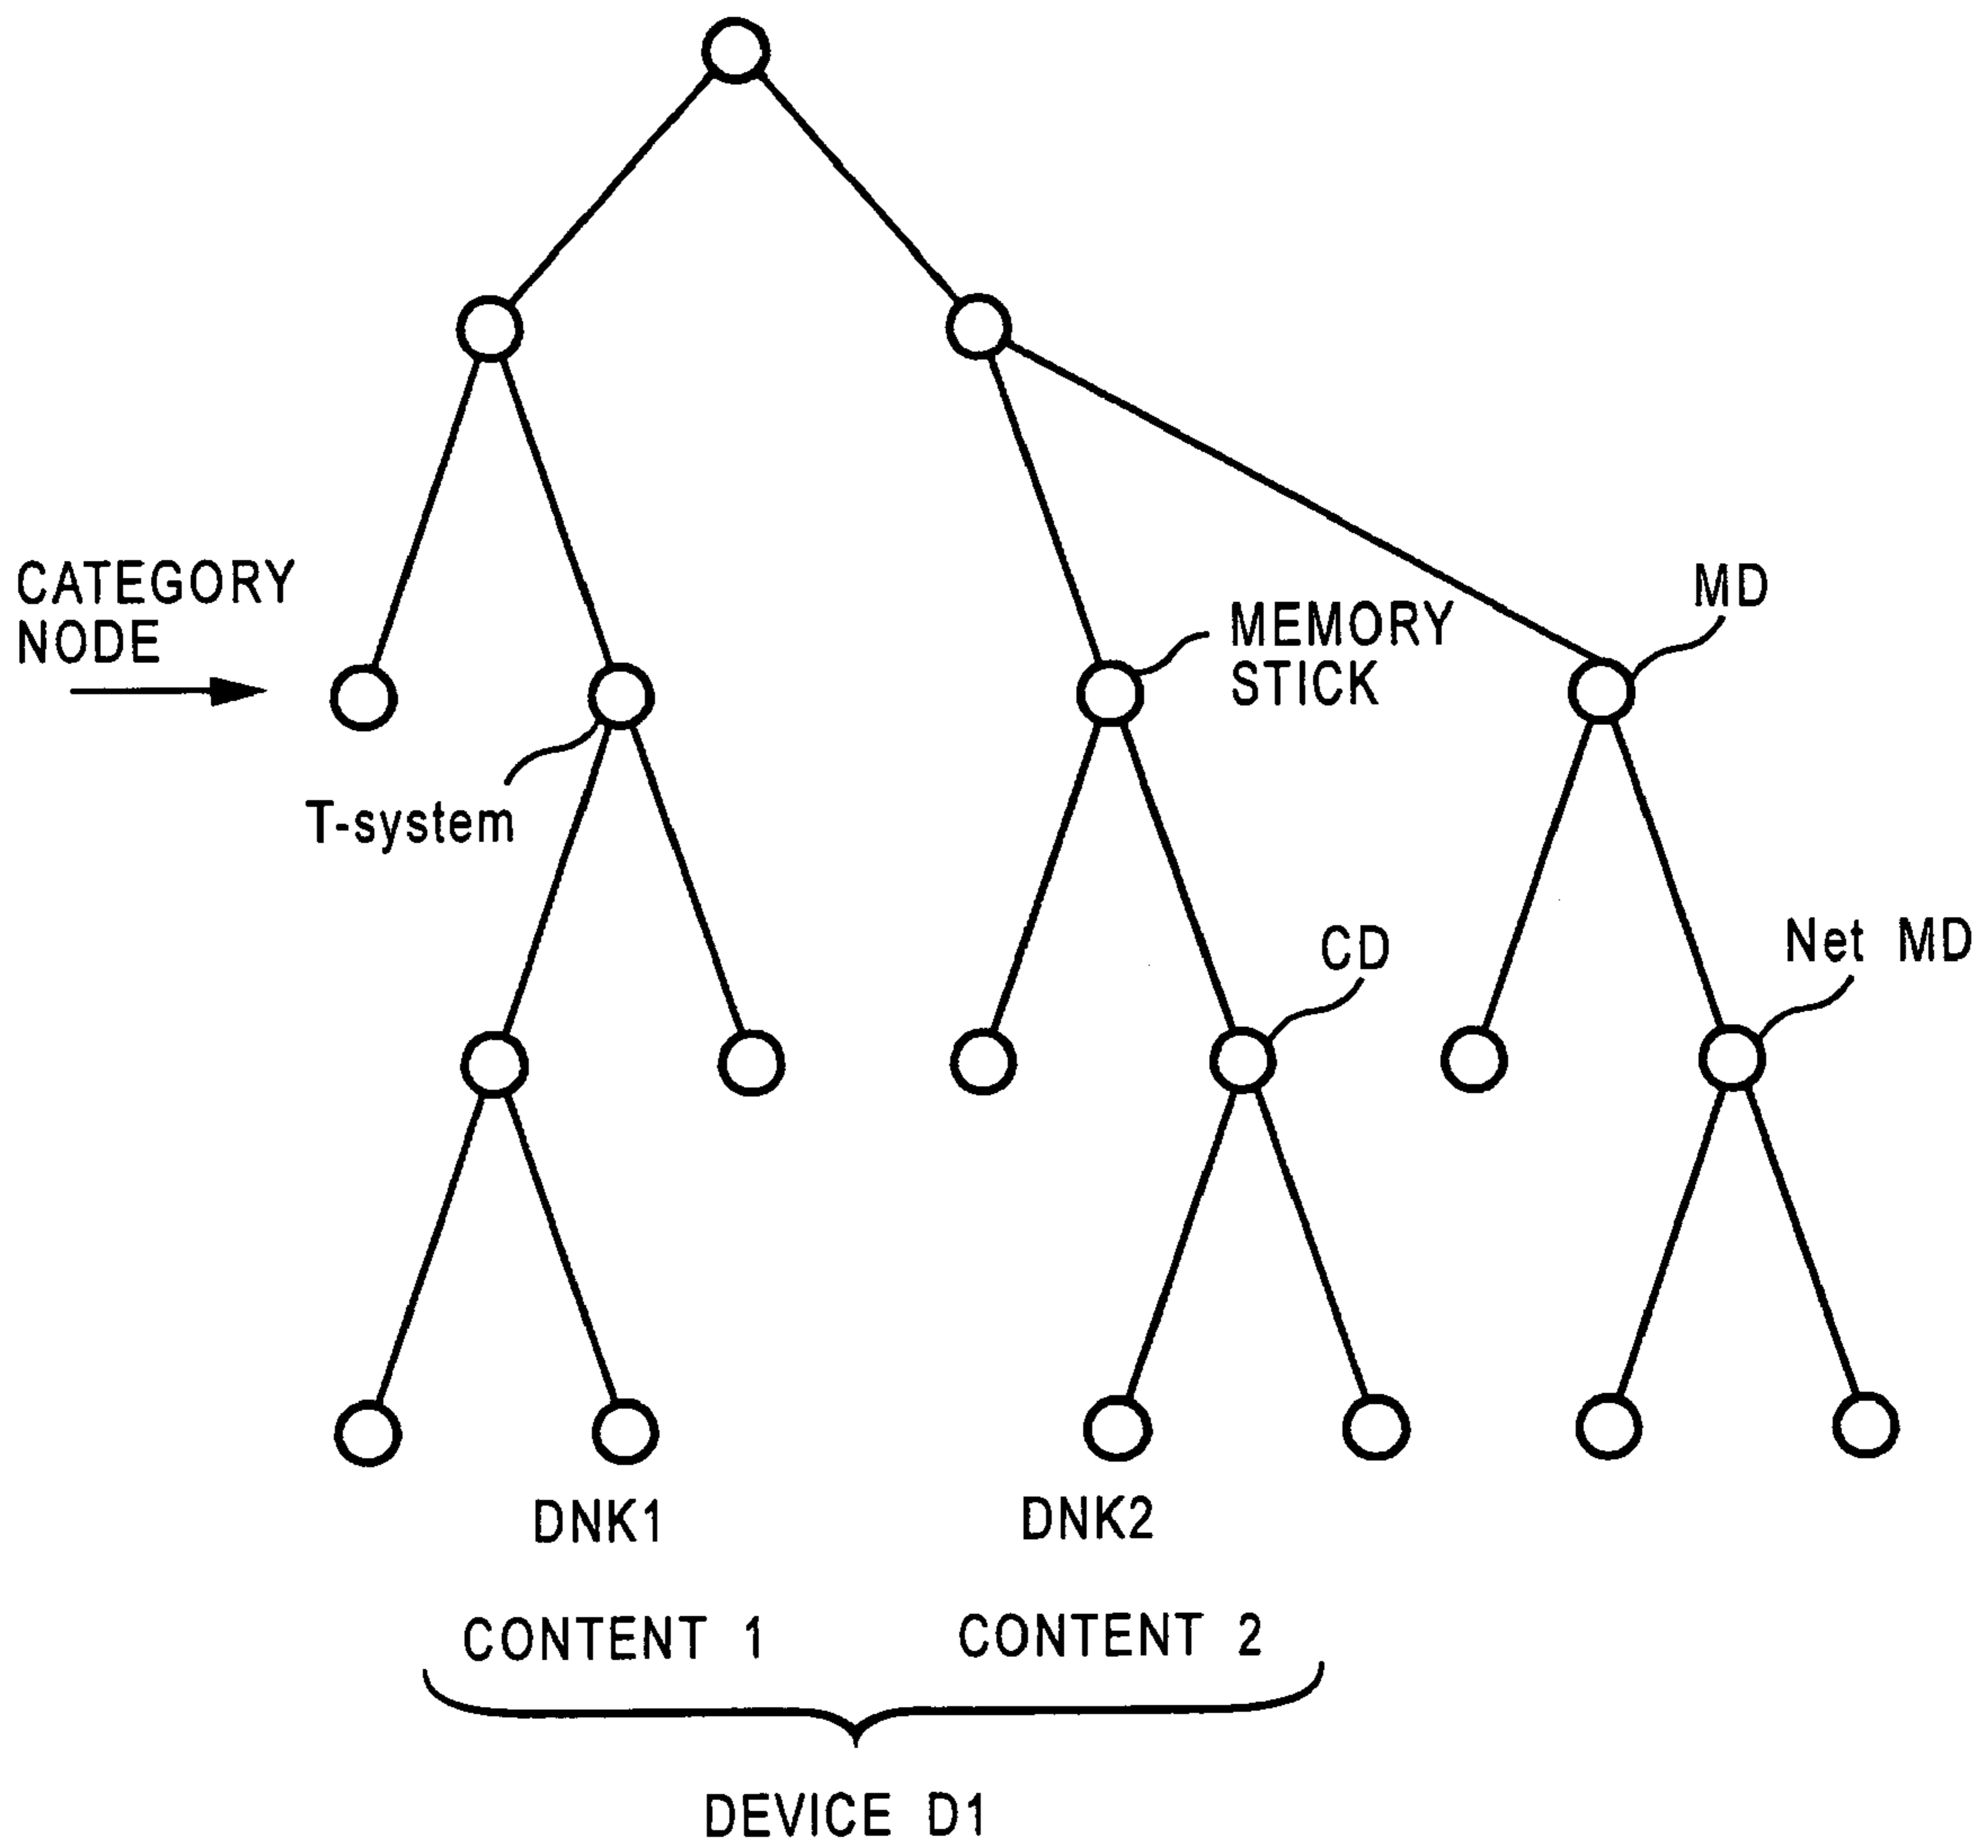 CATEGORY
NODE
MD
MEMORY
STICK
T-system
CD
Net MD
DNK1
DNK2
CONTENT 1
CONTENT 2
DEVICE D1